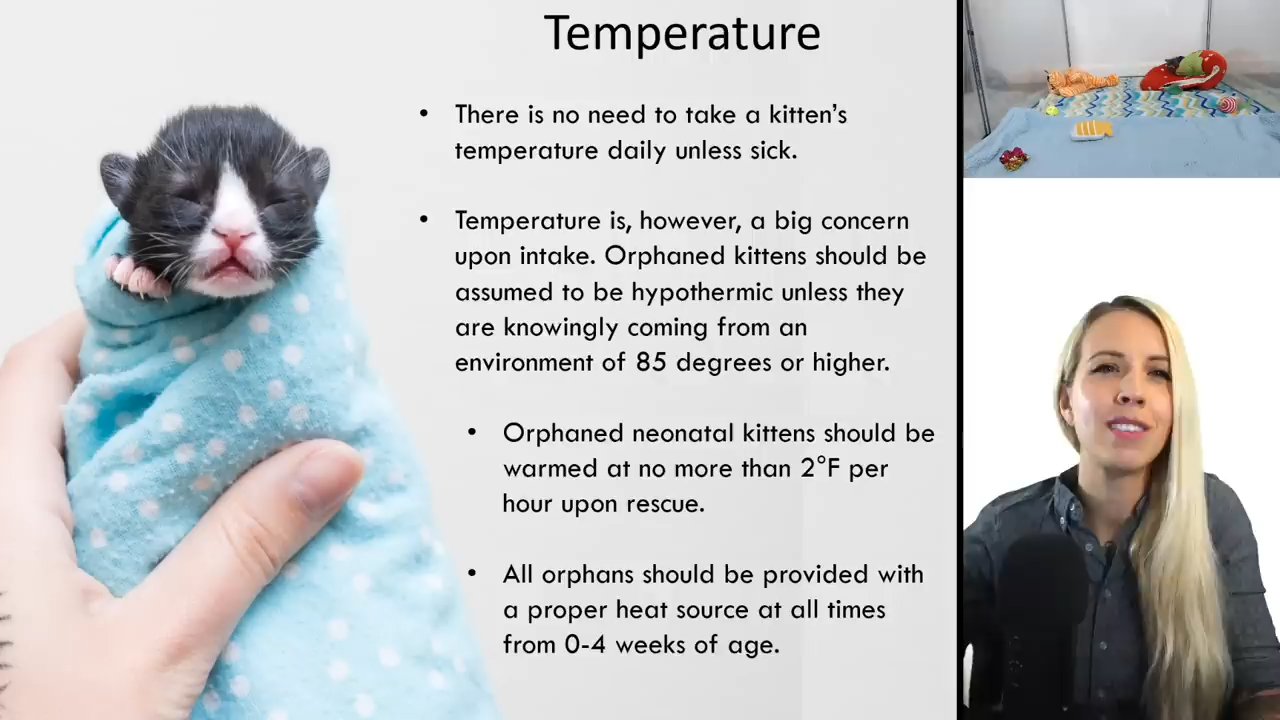 Temperature
• There is no need to take a kitten’s
temperature daily unless sick.
• Temperature is, however, a big concern
upon intake. Orphaned kittens should be
assumed to be hypothermic unless they
are knowingly coming from an
environment of 85 degrees or higher.
• Orphaned neonatal kittens should be
warmed at no more than 2°F per
hour upon rescue.
• All orphans should be provided with
a proper heat source at all times
from 0-4 weeks of age.